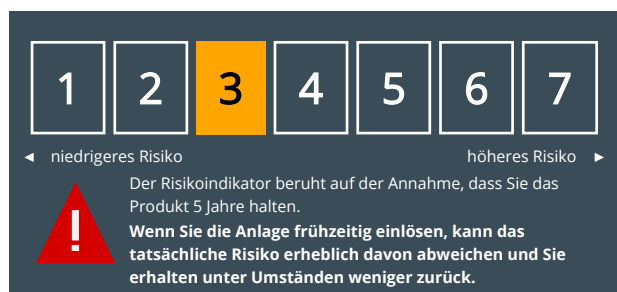 1 2 3 4 5 6 7
◄ niedrigeres Risiko höheres Risiko ►
Der Risikoindikator beruht auf der Annahme, dass Sie das
Produkt 5 Jahre halten.
Wenn Sie die Anlage frühzeitig einlösen, kann das
tatsächliche Risiko erheblich davon abweichen und Sie
erhalten unter Umständen weniger zurück.
!